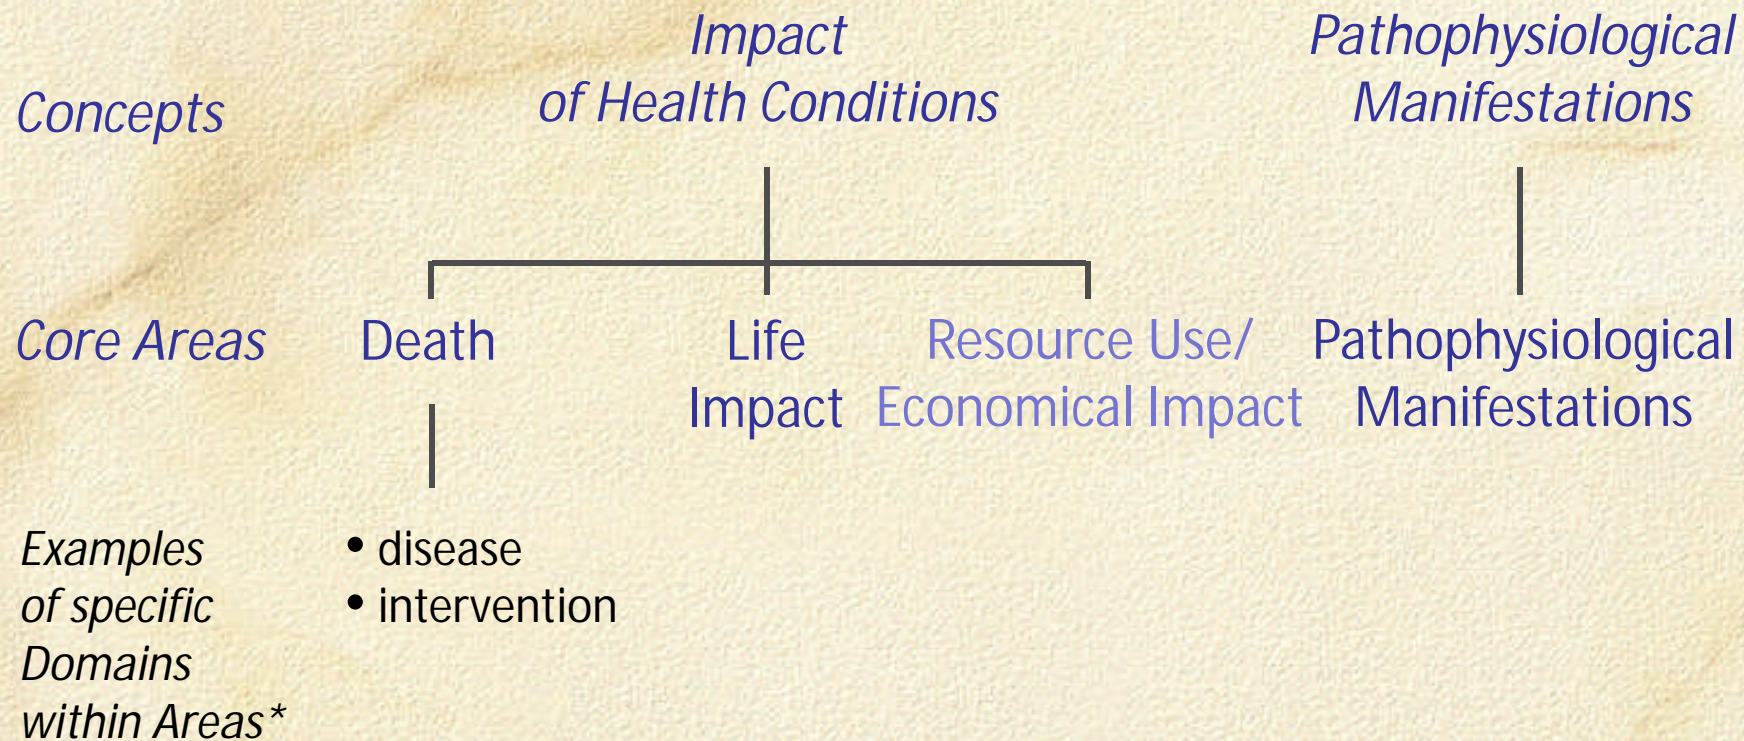 Concepts
Impact
of Health Conditions
Pathophysiological
Manifestations
Core Areas
Death
Life
Impact
Resource Use/
Economical Impact
Pathophysiological
Manifestations
Examples
of specific
Domains
within Areas*
• disease
• intervention